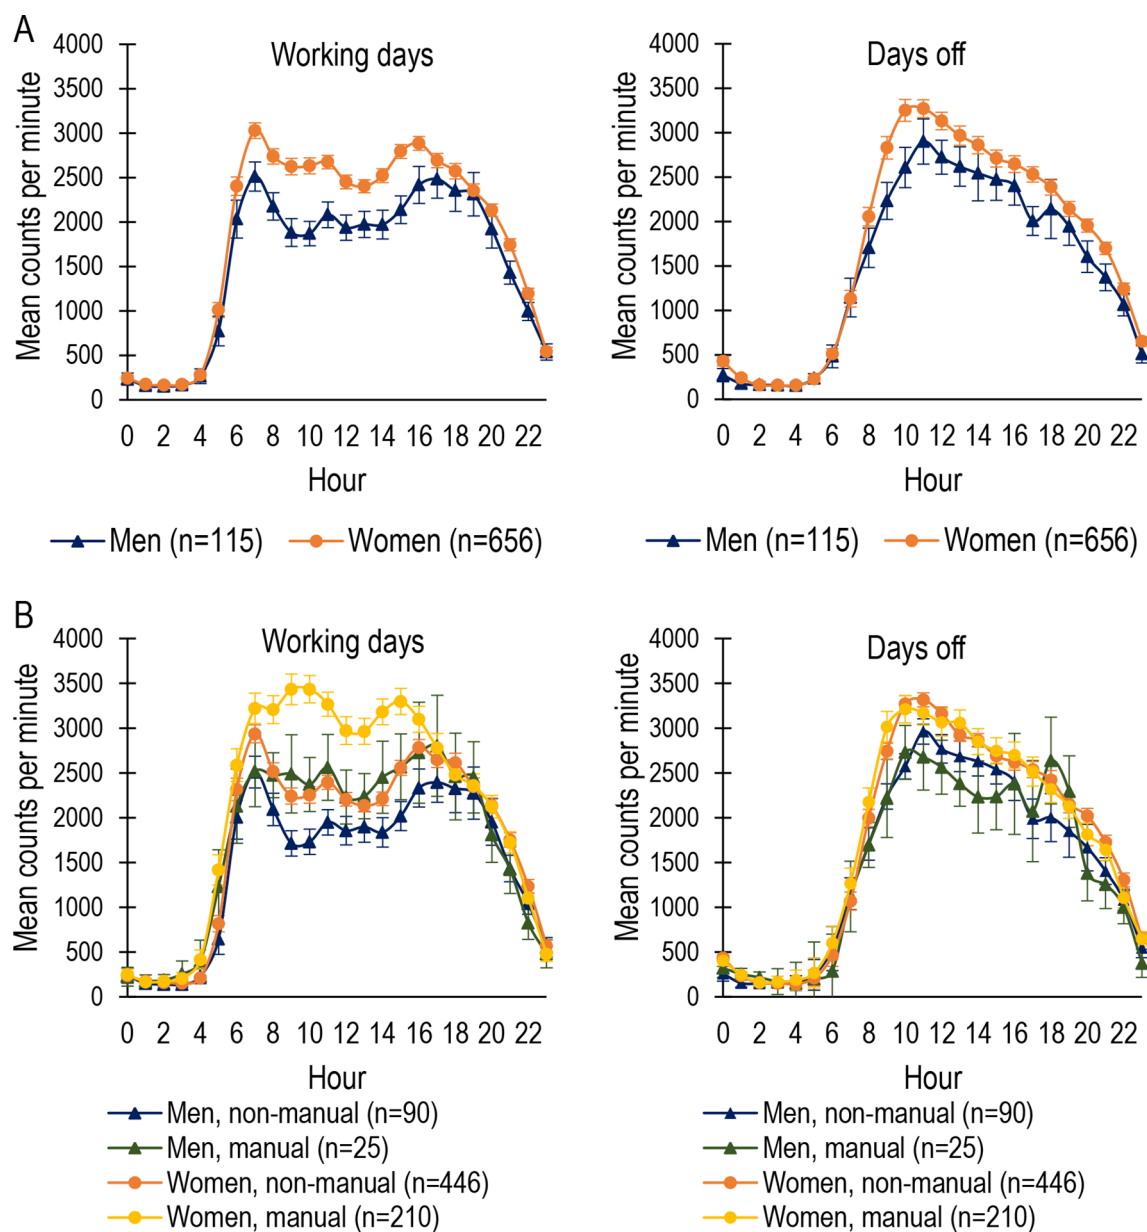 A
Working days
Mean counts per minute
4000
3500
3000
2500
2000
1500
1000
500
0
0 2 4 6 8 10 12 14 16 18 20 22
Hour
Men (n=115) Women (n=656)
Days off
Mean counts per minute
4000
3500
3000
2500
2000
1500
1000
500
0
0 2 4 6 8 10 12 14 16 18 20 22
Hour
Men (n=115) Women (n=656)
B
Working days
Mean counts per minute
4000
3500
3000
2500
2000
1500
1000
500
0
0 2 4 6 8 10 12 14 16 18 20 22
Hour
Men, non-manual (n=90)
Men, manual (n=25)
Women, non-manual (n=446)
Women, manual (n=210)
Days off
Mean counts per minute
4000
3500
3000
2500
2000
1500
1000
500
0
0 2 4 6 8 10 12 14 16 18 20 22
Hour
Men, non-manual (n=90)
Men, manual (n=25)
Women, non-manual (n=446)
Women, manual (n=210)